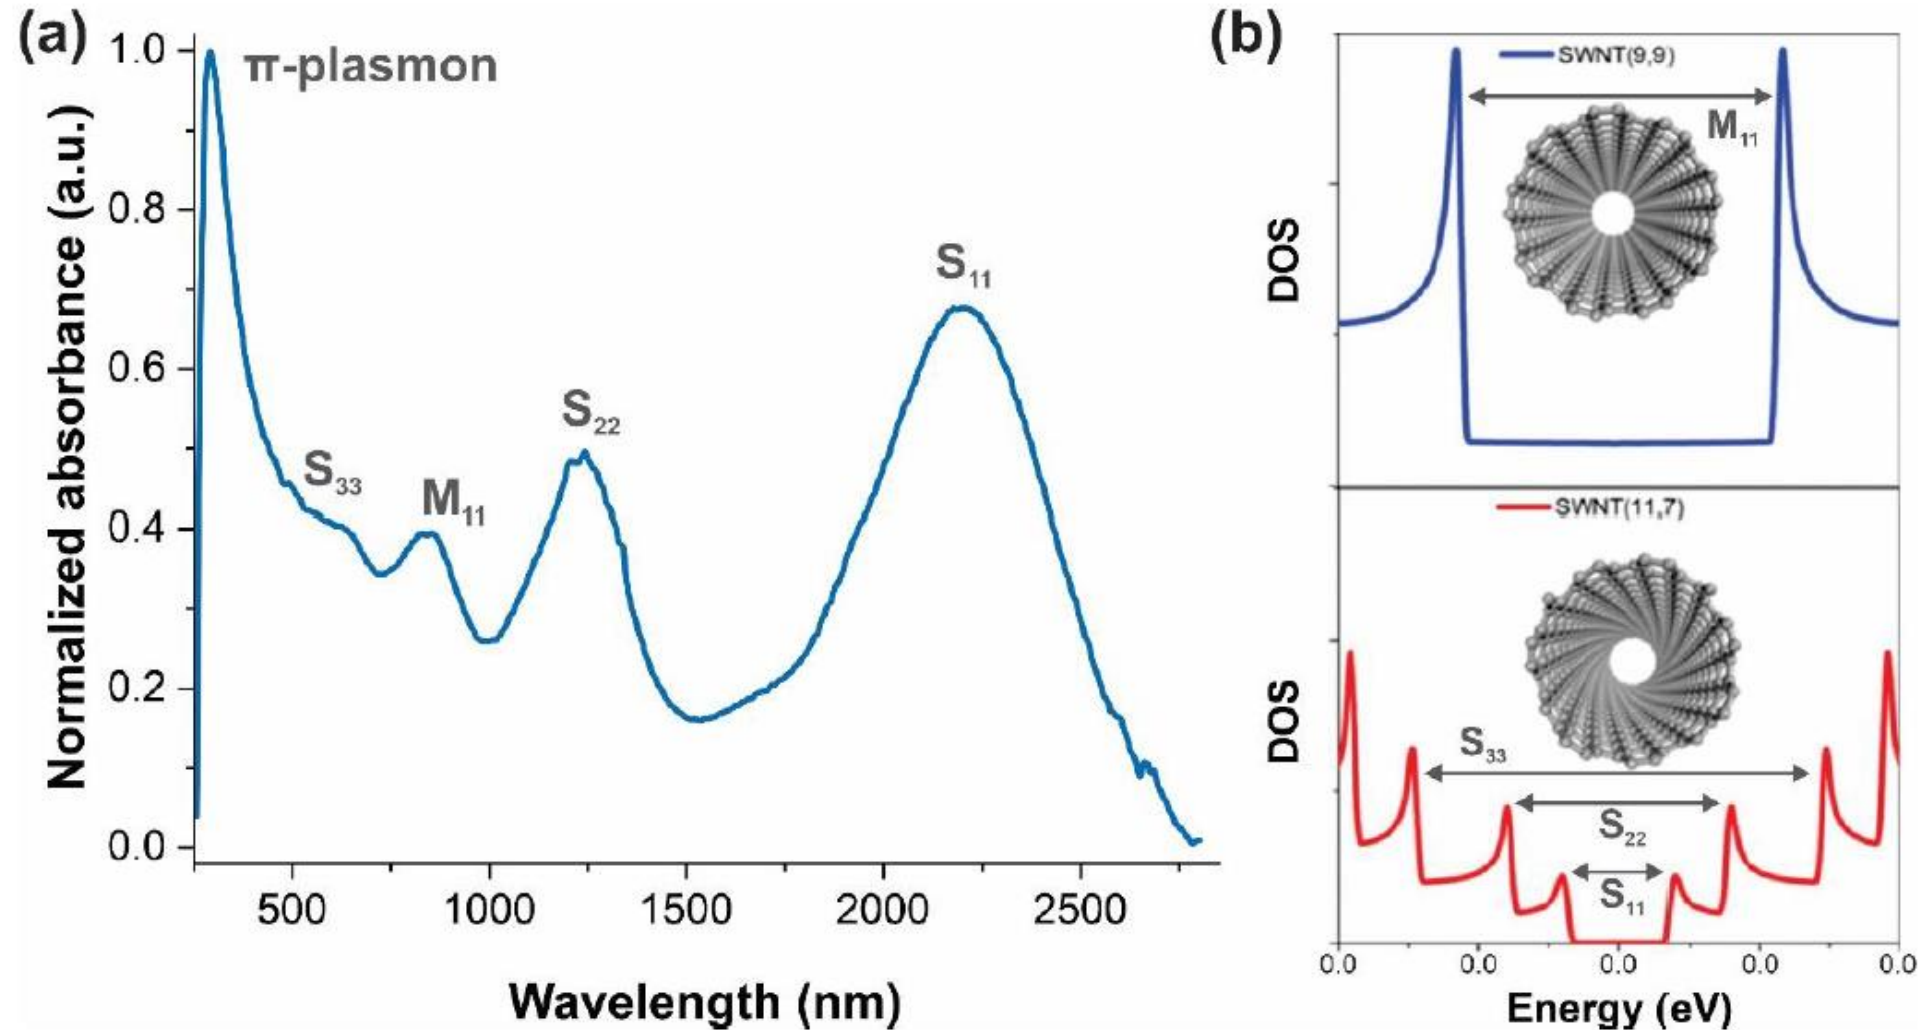 (a)
π-plasmon
S₃₃
M₁₁
S₂₂
S₁₁
Normalized absorbance (a.u.)
1.0
0.8
0.6
0.4
0.2
0.0
500 1000 1500 2000 2500
Wavelength (nm)
(b)
SWNT(9,9)
M₁₁
DOS
SWNT(11,7)
S₃₃
S₂₂
S₁₁
DOS
0.0 0.0 0.0 0.0 0.0
Energy (eV)